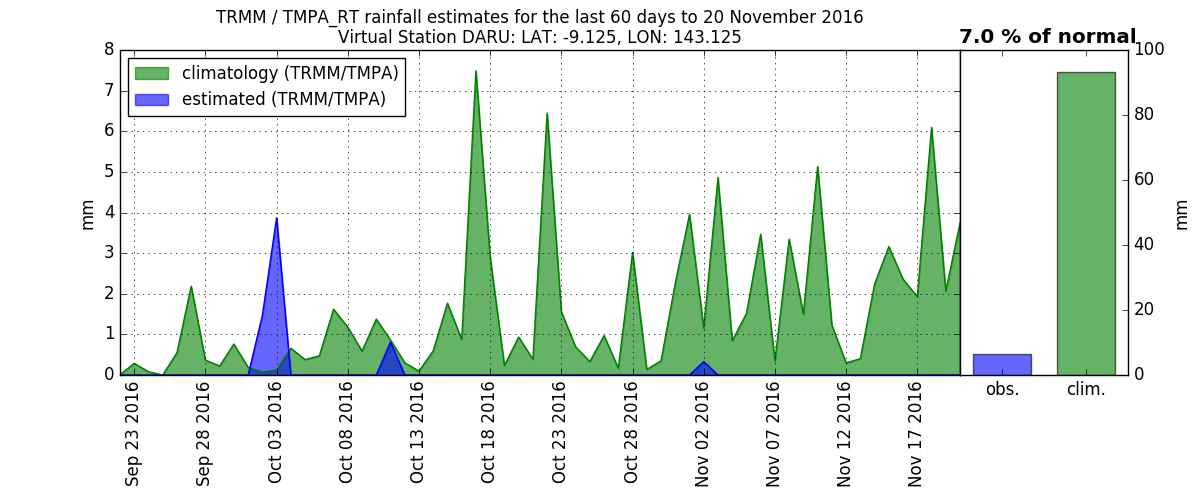 TRMM / TMPA_RT rainfall estimates for the last 60 days to 20 November 2016
Virtual Station DARU: LAT: -9.125, LON: 143.125
7.0 % of normal
climatology (TRMM/TMPA)
estimated (TRMM/TMPA)
8
7
6
5
4
3
2
1
0
mm
Sep 23 2016
Sep 28 2016
Oct 03 2016
Oct 08 2016
Oct 13 2016
Oct 18 2016
Oct 23 2016
Oct 28 2016
Nov 02 2016
Nov 07 2016
Nov 12 2016
Nov 17 2016
obs.
clim.
100
80
60
40
20
0
mm